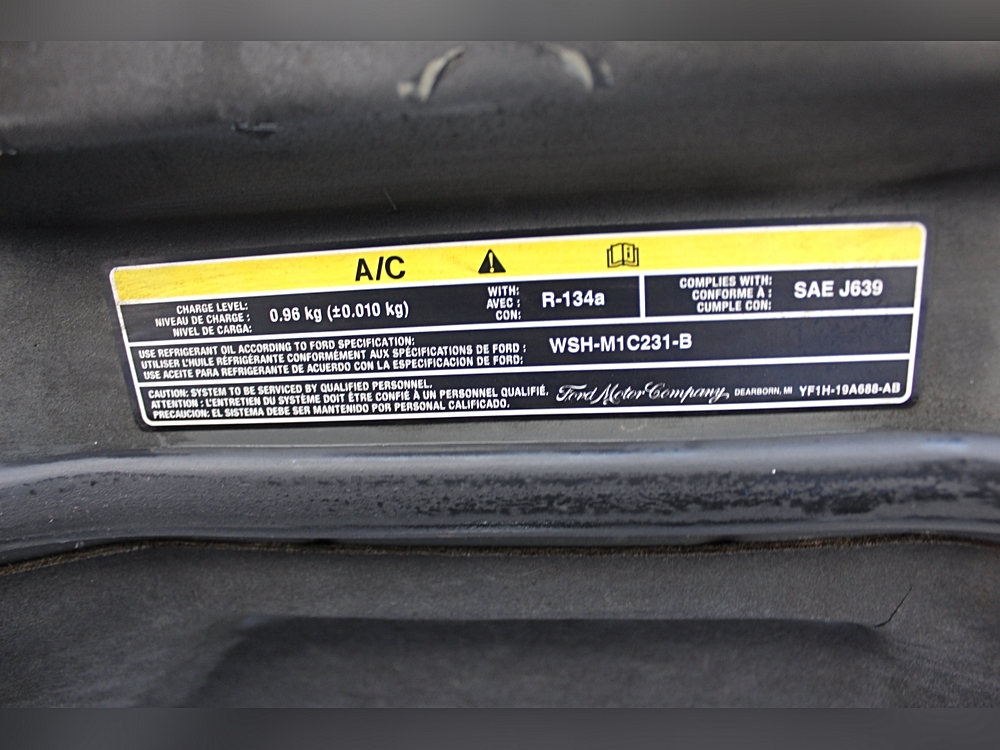 A/C
CHARGE LEVEL:
NIVEAU DE CHARGE :
NIVEL DE CARGA:
0.96 kg (±0.010 kg)
WITH:
AVEC :
CON:
R-134a
COMPLIES WITH:
CONFORME À :
CUMPLE CON:
SAE J639
USE REFRIGERANT OIL ACCORDING TO FORD SPECIFICATION:
UTILISER L'HUILE RÉFRIGÉRANTE CONFORMÉMENT AUX SPÉCIFICATIONS DE FORD :
USE ACEITE PARA REFRIGERANTE DE ACUERDO CON LA ESPECIFICACION DE FORD:
WSH-M1C231-B
CAUTION: SYSTEM TO BE SERVICED BY QUALIFIED PERSONNEL.
ATTENTION : L'ENTRETIEN DU SYSTÈME DOIT ÊTRE CONFIÉ À UN PERSONNEL QUALIFIÉ.
PRECAUCION: EL SISTEMA DEBE SER MANTENIDO POR PERSONAL CALIFICADO.
Ford Motor Company, DEARBORN, MI YF1H-19A688-AB